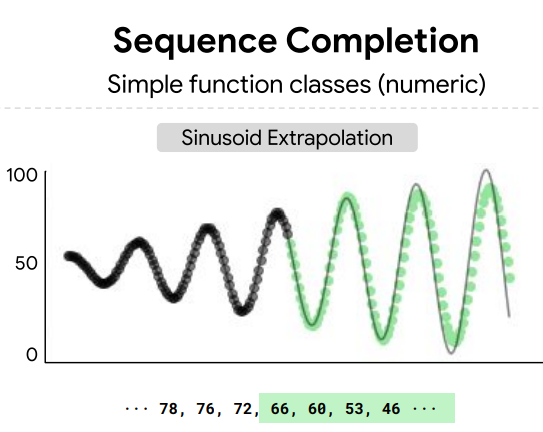 Sequence Completion
Simple function classes (numeric)
Sinusoid Extrapolation
100
50
0
··· 78, 76, 72, 66, 60, 53, 46 ···